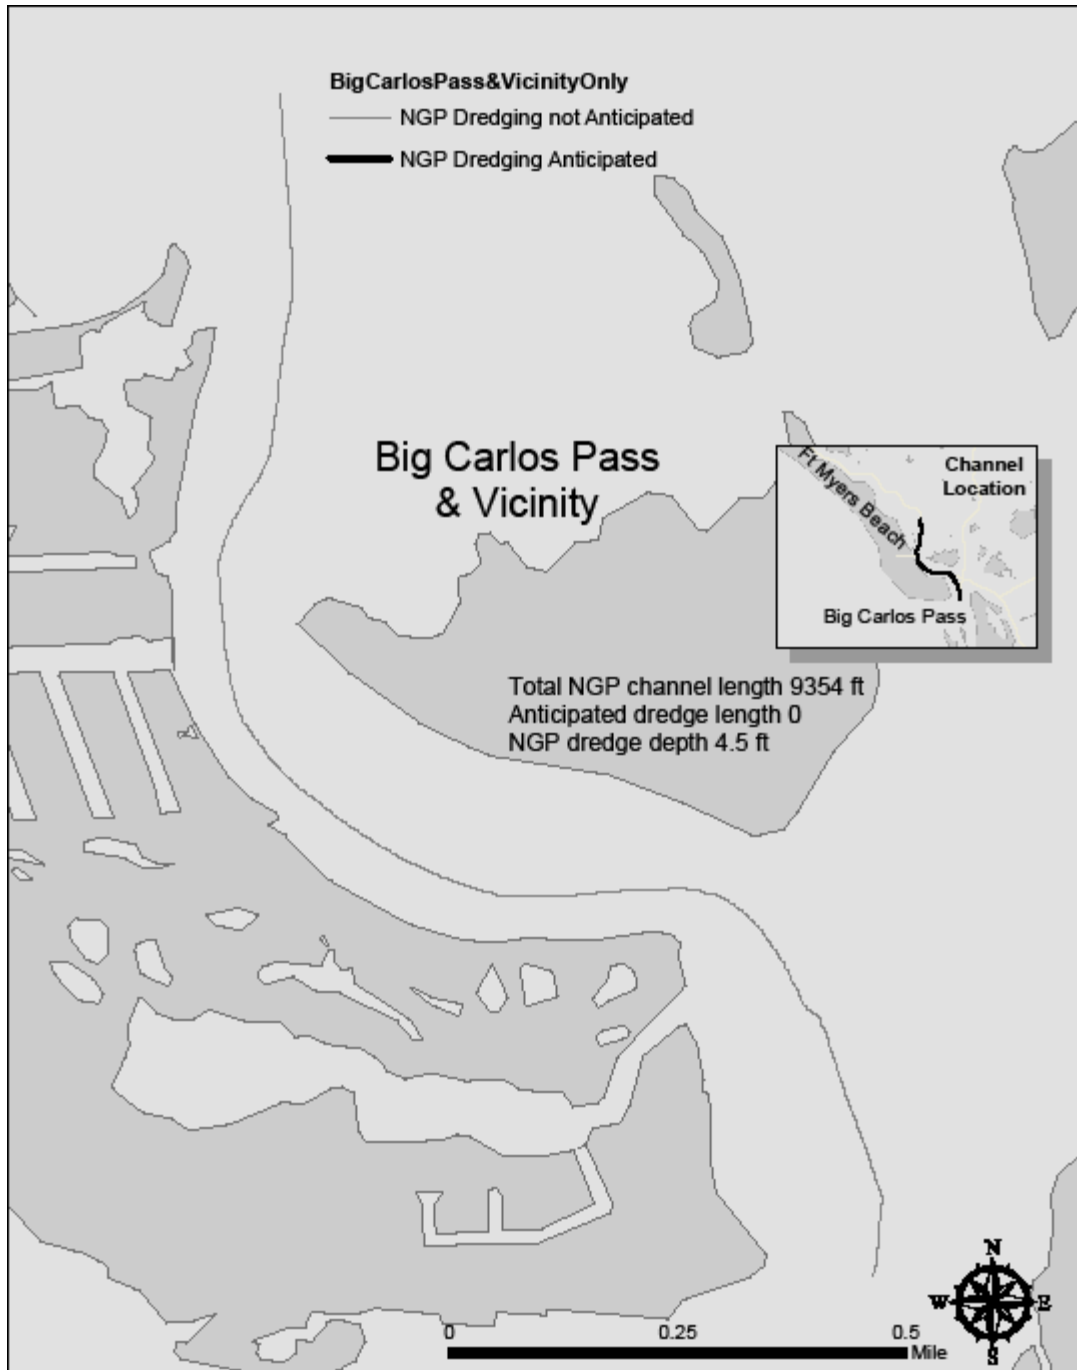 BigCarlosPass&VicinityOnly
NGP Dredging not Anticipated
NGP Dredging Anticipated
Big Carlos Pass
& Vicinity
Channel
Location
Ft Myers Beach
Big Carlos Pass
Total NGP channel length 9354 ft
Anticipated dredge length 0
NGP dredge depth 4.5 ft
N
W E
S
0 0.25 0.5
Mile